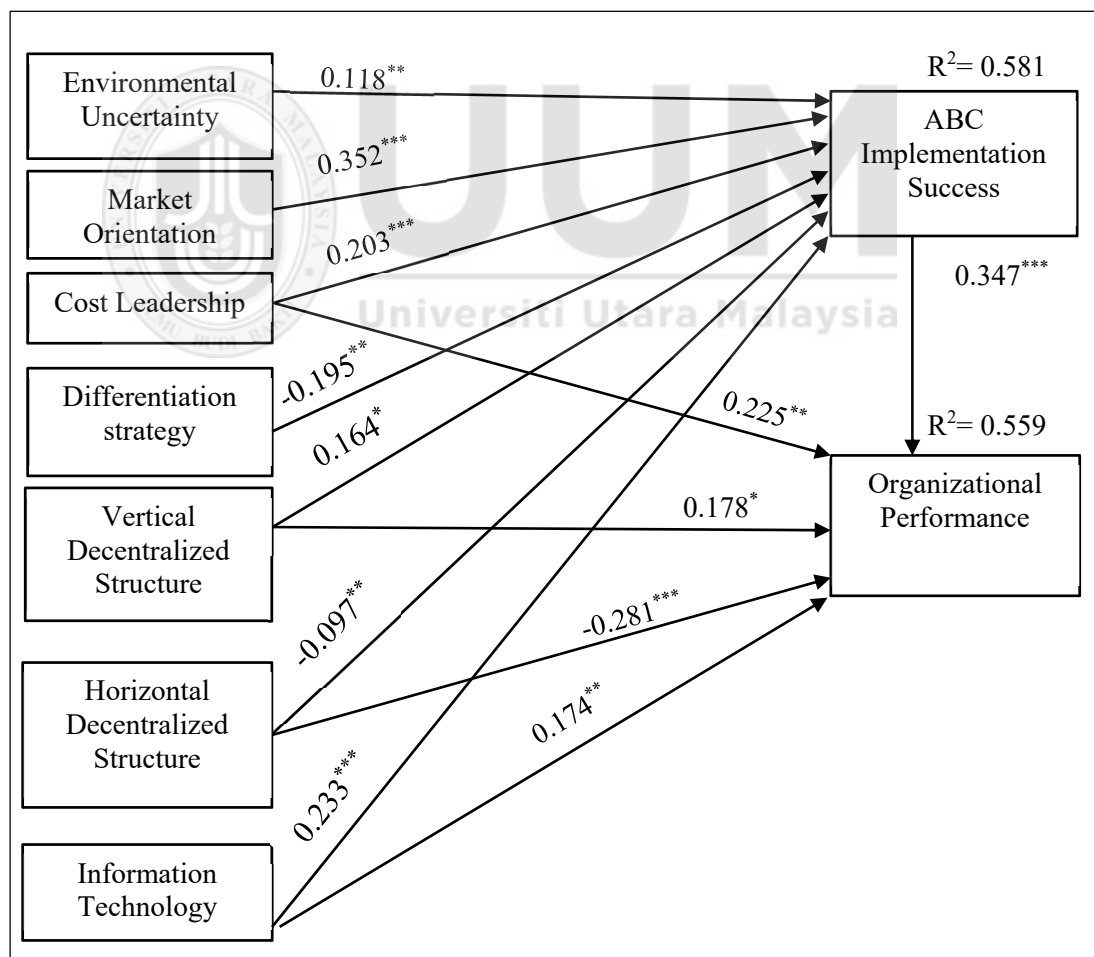 Environmental
Uncertainty
Market
Orientation
Cost Leadership
Differentiation
strategy
Vertical
Decentralized
Structure
Horizontal
Decentralized
Structure
Information
Technology
0.118**
0.352***
0.203***
-0.195**
0.164*
-0.097**
0.233***
0.225**
0.178*
-0.281***
0.174**
R²= 0.581
ABC
Implementation
Success
0.347***
R²= 0.559
Organizational
Performance
UUM
Universiti Utara Malaysia